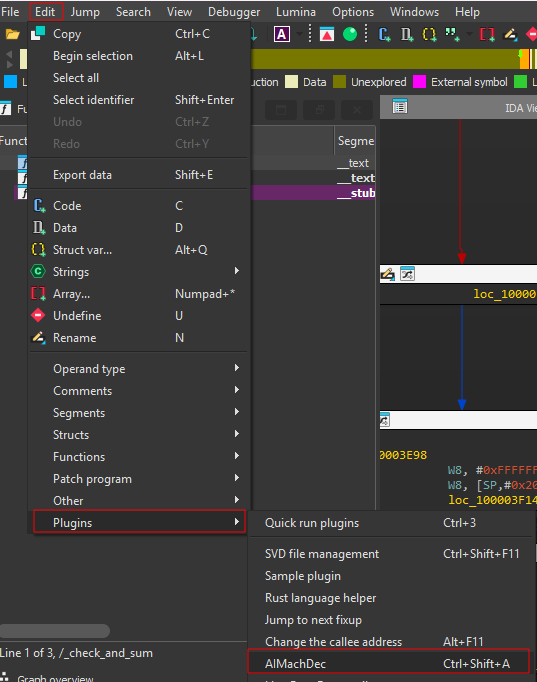 File Edit Jump Search View Debugger Lumina Options Windows Help
Copy Ctrl+C
Begin selection Alt+L
Select all
Select identifier Shift+Enter
Undo Ctrl+Z
Redo Ctrl+Y
Export data Shift+E
Code C
Data D
Struct var... Alt+Q
Strings
Array... Numpad+*
Undefine U
Rename N
Operand type
Comments
Segments
Structs
Functions
Patch program
Other
Plugins
A
L
uction Data Unexplored External symbol L
f Fu
IDA Vie
Funct
Segme
__text
__text
__stub
loc_10000
0003E98
W8, #0xFFFFFF
W8, [SP,#0x20
loc_100003F14
Quick run plugins Ctrl+3
SVD file management Ctrl+Shift+F11
Sample plugin
Rust language helper
Jump to next fixup
Change the callee address Alt+F11
AIMachDec Ctrl+Shift+A
Line 1 of 3, /_check_and_sum
Graph overview